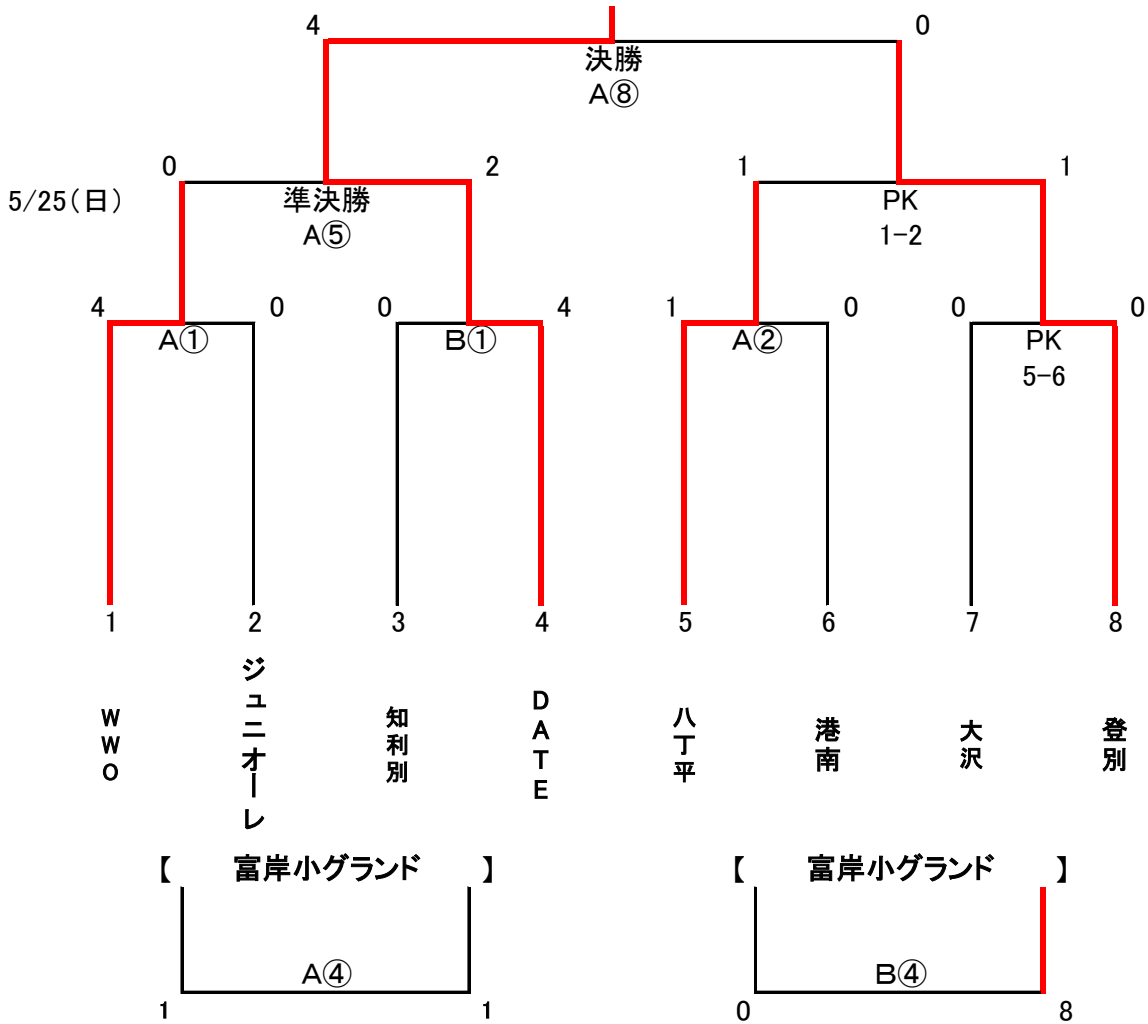 4 0
決勝
A⑧
0 2 1 1
5/25(日) 準決勝 PK
A⑤ 1-2
4 0 0 4 1 0 0 0
A① B① A② PK
5-6
1 2 3 4 5 6 7 8
WWO
ジュニオーレ
知利別
DATE
八丁平
港南
大沢
登別
【 富岸小グランド 】 【 富岸小グランド 】
A④ B④
1 1 0 8